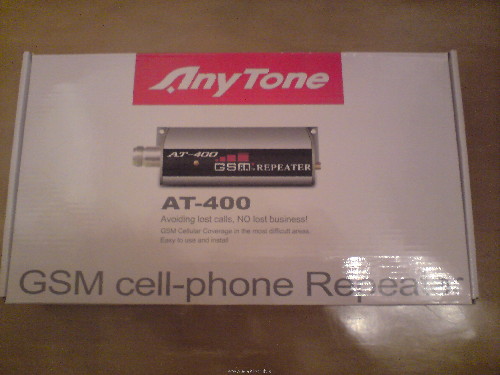 AnyTone
AT-400
GSM REPEATER
AT-400
Avoiding lost calls, NO lost business!
GSM Cellular Coverage in the most difficult areas
Easy to use and install
GSM cell-phone Repeater